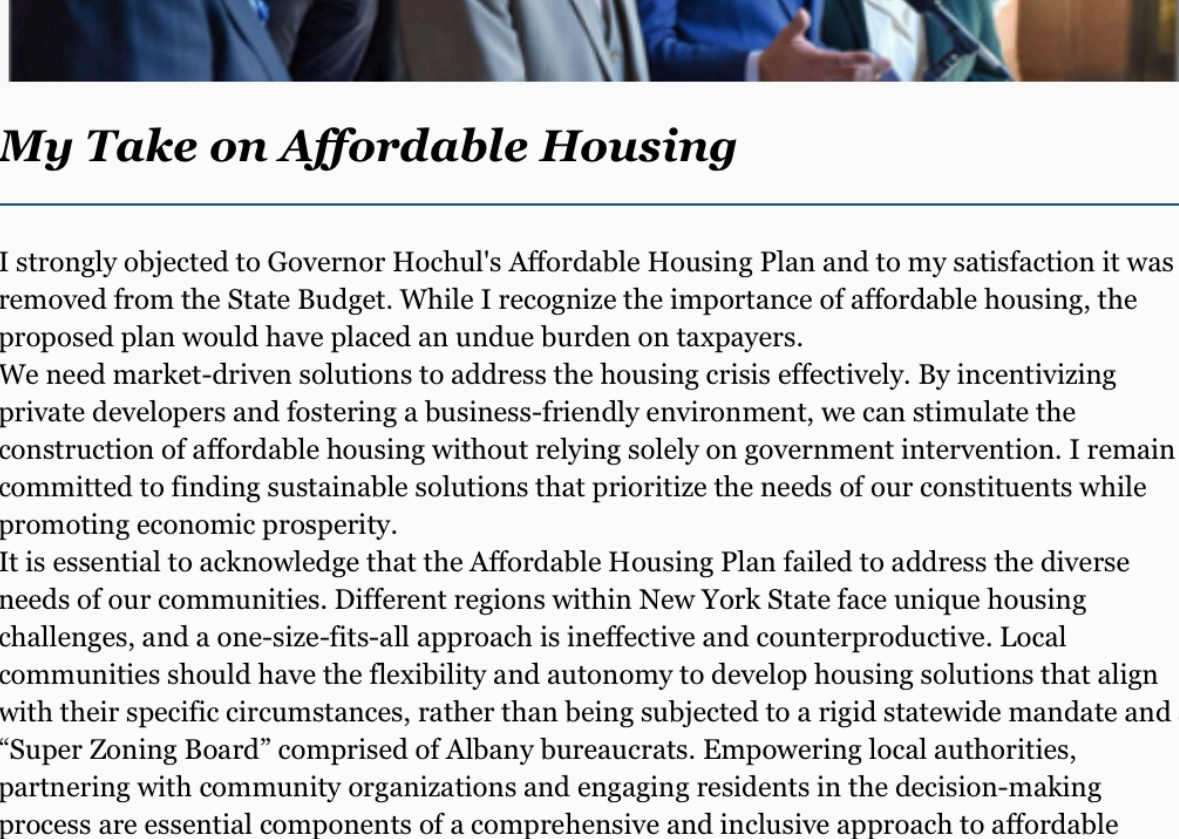 My Take on Affordable Housing
I strongly objected to Governor Hochul's Affordable Housing Plan and to my satisfaction it was
removed from the State Budget. While I recognize the importance of affordable housing, the
proposed plan would have placed an undue burden on taxpayers.
We need market-driven solutions to address the housing crisis effectively. By incentivizing
private developers and fostering a business-friendly environment, we can stimulate the
construction of affordable housing without relying solely on government intervention. I remain
committed to finding sustainable solutions that prioritize the needs of our constituents while
promoting economic prosperity.
It is essential to acknowledge that the Affordable Housing Plan failed to address the diverse
needs of our communities. Different regions within New York State face unique housing
challenges, and a one-size-fits-all approach is ineffective and counterproductive. Local
communities should have the flexibility and autonomy to develop housing solutions that align
with their specific circumstances, rather than being subjected to a rigid statewide mandate and
“Super Zoning Board” comprised of Albany bureaucrats. Empowering local authorities,
partnering with community organizations and engaging residents in the decision-making
process are essential components of a comprehensive and inclusive approach to affordable